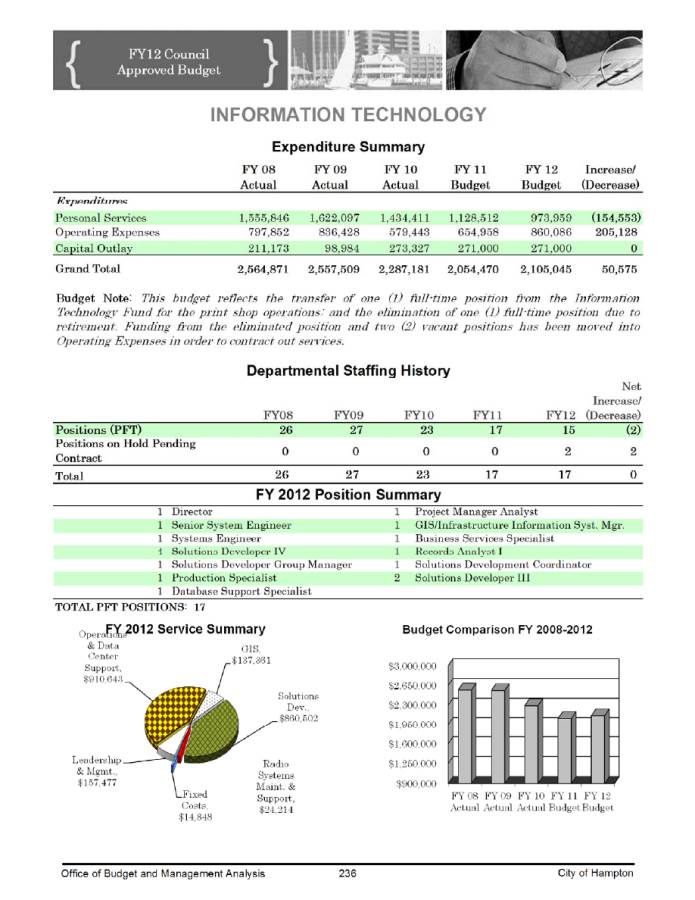 FY12 Council
Approved Budget
INFORMATION TECHNOLOGY
Expenditure Summary
FY 08 FY 09 FY 10 FY 11 FY 12 Increase/
Actual Actual Actual Budget Budget (Decrease)
Expenditures
Personal Services 1,555,846 1,622,097 1,434,411 1,128,512 973,959 (154,553)
Operating Expenses 797,852 836,428 579,443 654,958 860,086 205,128
Capital Outlay 211,173 98,984 273,327 271,000 271,000 0
Grand Total 2,564,871 2,557,509 2,287,181 2,054,470 2,105,045 50,575
Budget Note: This budget reflects the transfer of one (1) full-time position from the Information
Technology Fund for the print shop operations; and the elimination of one (1) full-time position due to
retirement. Funding from the eliminated position and two (2) vacant positions has been moved into
Operating Expenses in order to contract out services.
Departmental Staffing History
Net
Increase/
FY08 FY09 FY10 FY11 FY12 (Decrease)
Positions (PFT) 26 27 23 17 15 (2)
Positions on Hold Pending
Contract 0 0 0 0 2 2
Total 26 27 23 17 17 0
FY 2012 Position Summary
1 Director 1 Project Manager Analyst
1 Senior System Engineer 1 GIS/Infrastructure Information Syst. Mgr.
1 Systems Engineer 1 Business Services Specialist
4 Solutions Developer IV 1 Records Analyst I
1 Solutions Developer Group Manager 1 Solutions Development Coordinator
1 Production Specialist 2 Solutions Developer III
1 Database Support Specialist
TOTAL PFT POSITIONS: 17
FY 2012 Service Summary
Operations
& Data
Center
Support,
$910,643
GIS,
$137,361
Solutions
Dev.,
$860,502
Leadership
& Mgmt.,
$157,477
Fixed
Costs,
$14,848
Radio
Systems
Maint. &
Support,
$24,214
Budget Comparison FY 2008-2012
$3,000,000
$2,650,000
$2,300,000
$1,950,000
$1,600,000
$1,250,000
$900,000
FY 08 FY 09 FY 10 FY 11 FY 12
Actual Actual Actual Budget Budget
Office of Budget and Management Analysis 236 City of Hampton